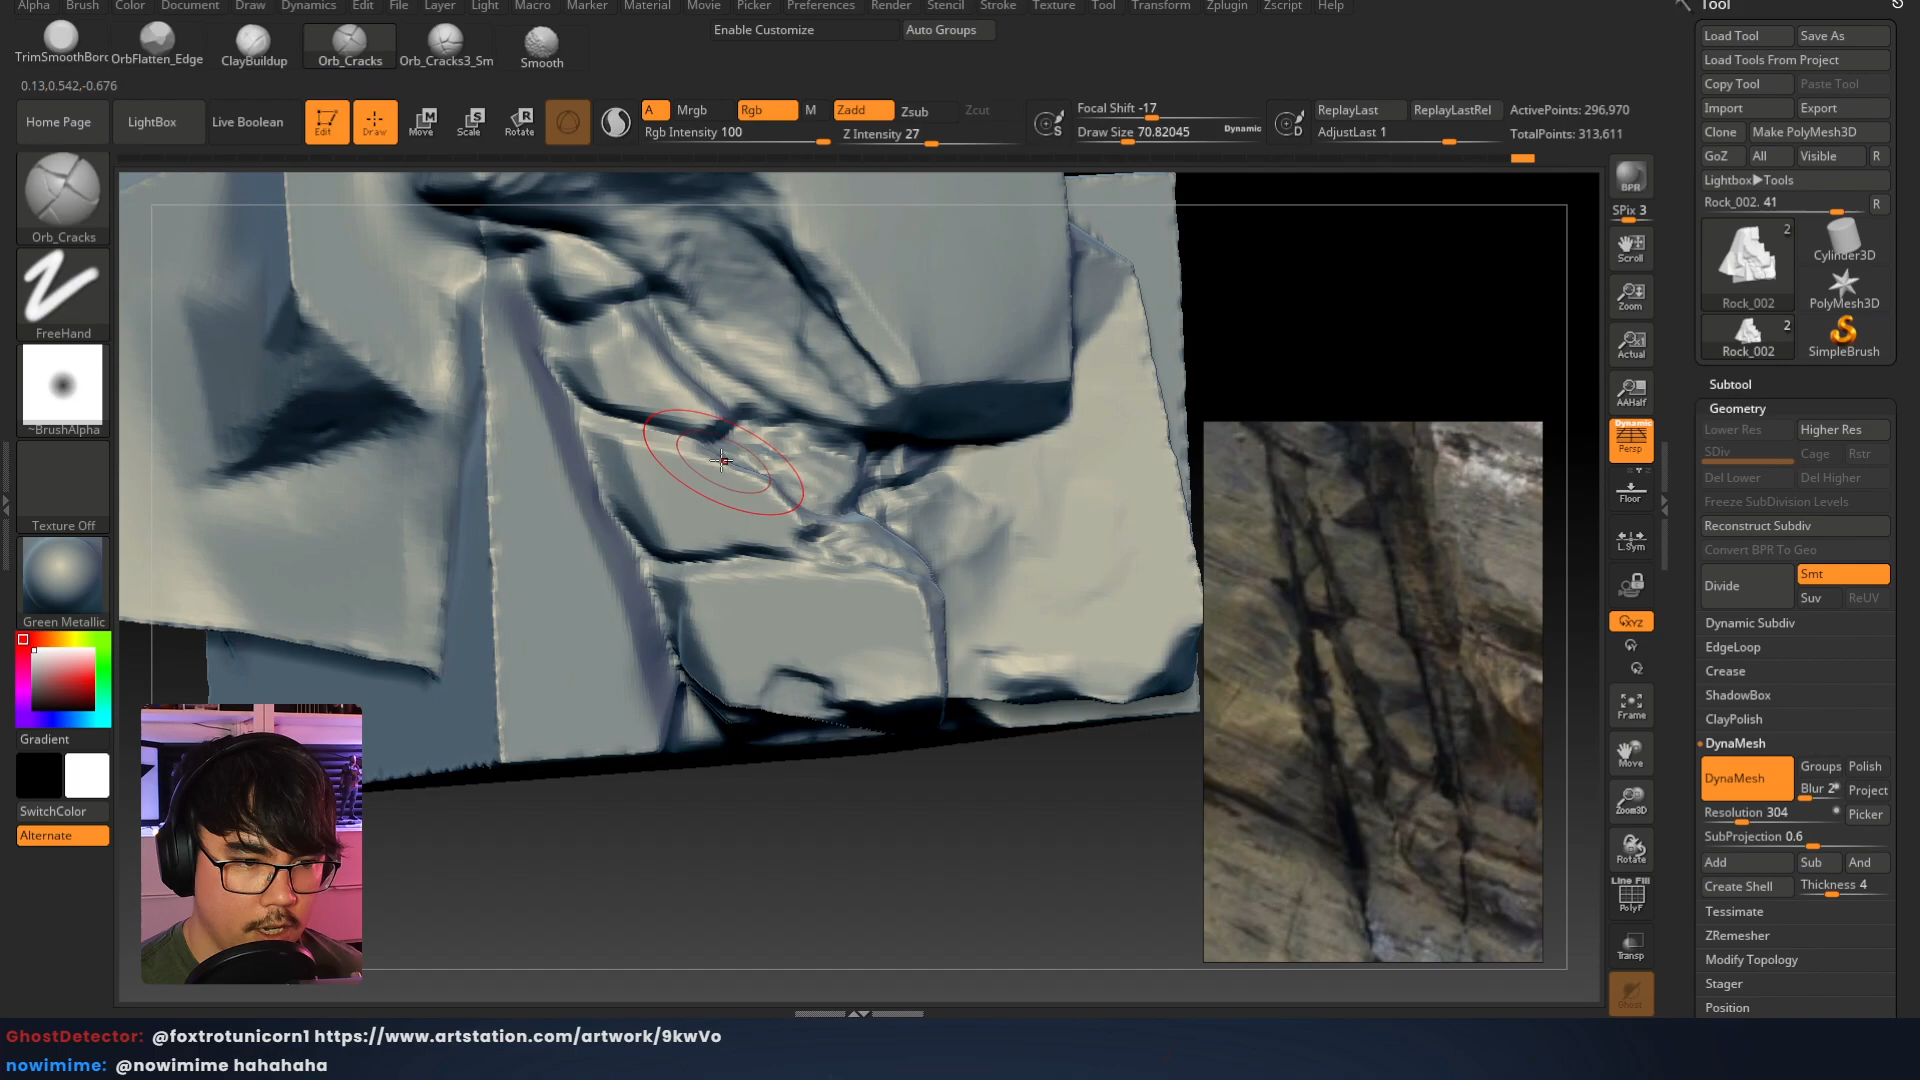 Alpha Brush Color Document Draw Dynamics Edit File Layer Light Macro Marker Material Movie Picker Preferences Render Stencil Stroke Texture Tool Transform Zplugin Zscript Help
Tool
Enable Customize Auto Groups
TrimSmoothBorc OrbFlatten_Edge ClayBuildup Orb_Cracks Orb_Cracks3_Sm Smooth
0.13,0.542,-0.676
Home Page LightBox Live Boolean Edit Draw Move Scale Rotate
A Mrgb Rgb M Zadd Zsub Zcut
Rgb Intensity 100 Z Intensity 27
Focal Shift -17
Draw Size 70.82045 Dynamic
ReplayLast ReplayLastRel ActivePoints: 296,970
AdjustLast 1 TotalPoints: 313,611
Orb_Cracks
FreeHand
~BrushAlpha
Texture Off
Green Metallic
Gradient
SwitchColor
Alternate
BPR
SPix 3
Scroll
Zoom
Actual
AAHalf
Dynamic
Persp
Floor
L.Sym
XYZ
Frame
Move
Zoom3D
Rotate
Line Fill
PolyF
Transp
Ghost
Load Tool Save As
Load Tools From Project
Copy Tool Paste Tool
Import Export
Clone Make PolyMesh3D
GoZ All Visible R
Lightbox▶Tools
Rock_002. 41 R
2
Cylinder3D
Rock_002 PolyMesh3D
2
Rock_002 SimpleBrush
Subtool
Geometry
Lower Res Higher Res
SDiv Cage Rstr
Del Lower Del Higher
Freeze SubDivision Levels
Reconstruct Subdiv
Convert BPR To Geo
Divide Smt
Suv ReUV
Dynamic Subdiv
EdgeLoop
Crease
ShadowBox
ClayPolish
DynaMesh
DynaMesh Groups Polish
Blur 2 Project
Resolution 304 Picker
SubProjection 0.6
Add Sub And
Create Shell Thickness 4
Tessimate
ZRemesher
Modify Topology
Stager
Position
GhostDetector: @foxtrotunicorn1 https://www.artstation.com/artwork/9kwVo
nowimime: @nowimime hahahaha